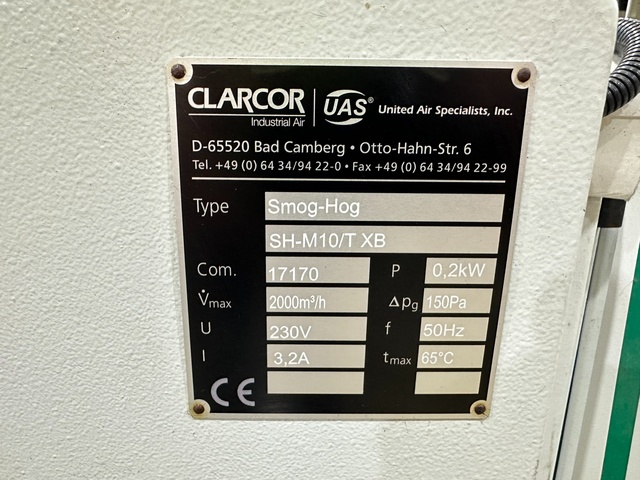 CLARCOR UAS® United Air Specialists, Inc.
Industrial Air
D-65520 Bad Camberg • Otto-Hahn-Str. 6
Tel. +49 (0) 64 34/94 22-0 • Fax +49 (0) 64 34/94 22-99
Type Smog-Hog
SH-M10/T XB
Com. 17170 P 0,2kW
V̇max 2000m³/h Δpg 150Pa
U 230V f 50Hz
I 3,2A tmax 65°C
CE